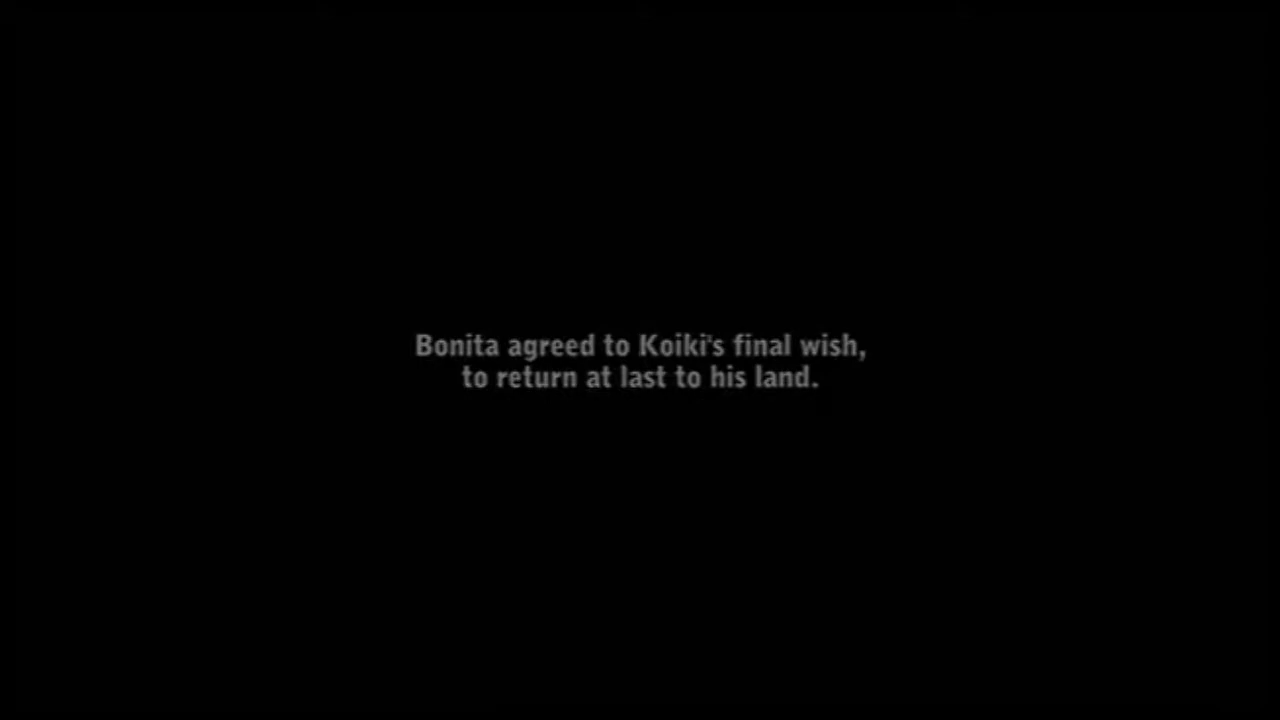 Bonita agreed to Koiki's final wish,
to return at last to his land.